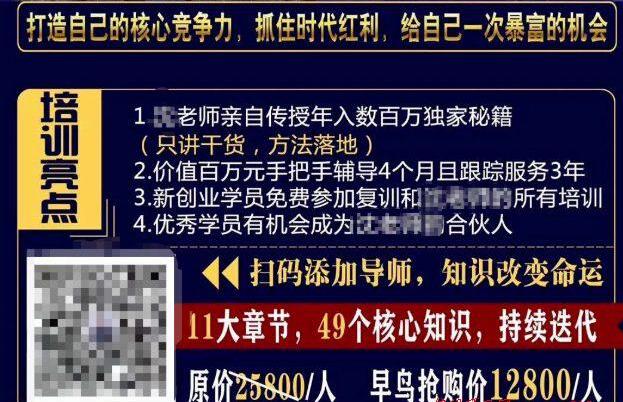 打造自己的核心竞争力，抓住时代红利，给自己一次暴富的机会
培训亮点
1.老师亲自传授年入数百万独家秘籍
（只讲干货，方法落地）
2.价值百万元手把手辅导4个月且跟踪服务3年
3.新创业学员免费参加复训和所有培训
4.优秀学员有机会成为合伙人
扫码添加导师，知识改变命运
11大章节，49个核心知识，持续迭代
原价25800/人 早鸟抢购价12800/人